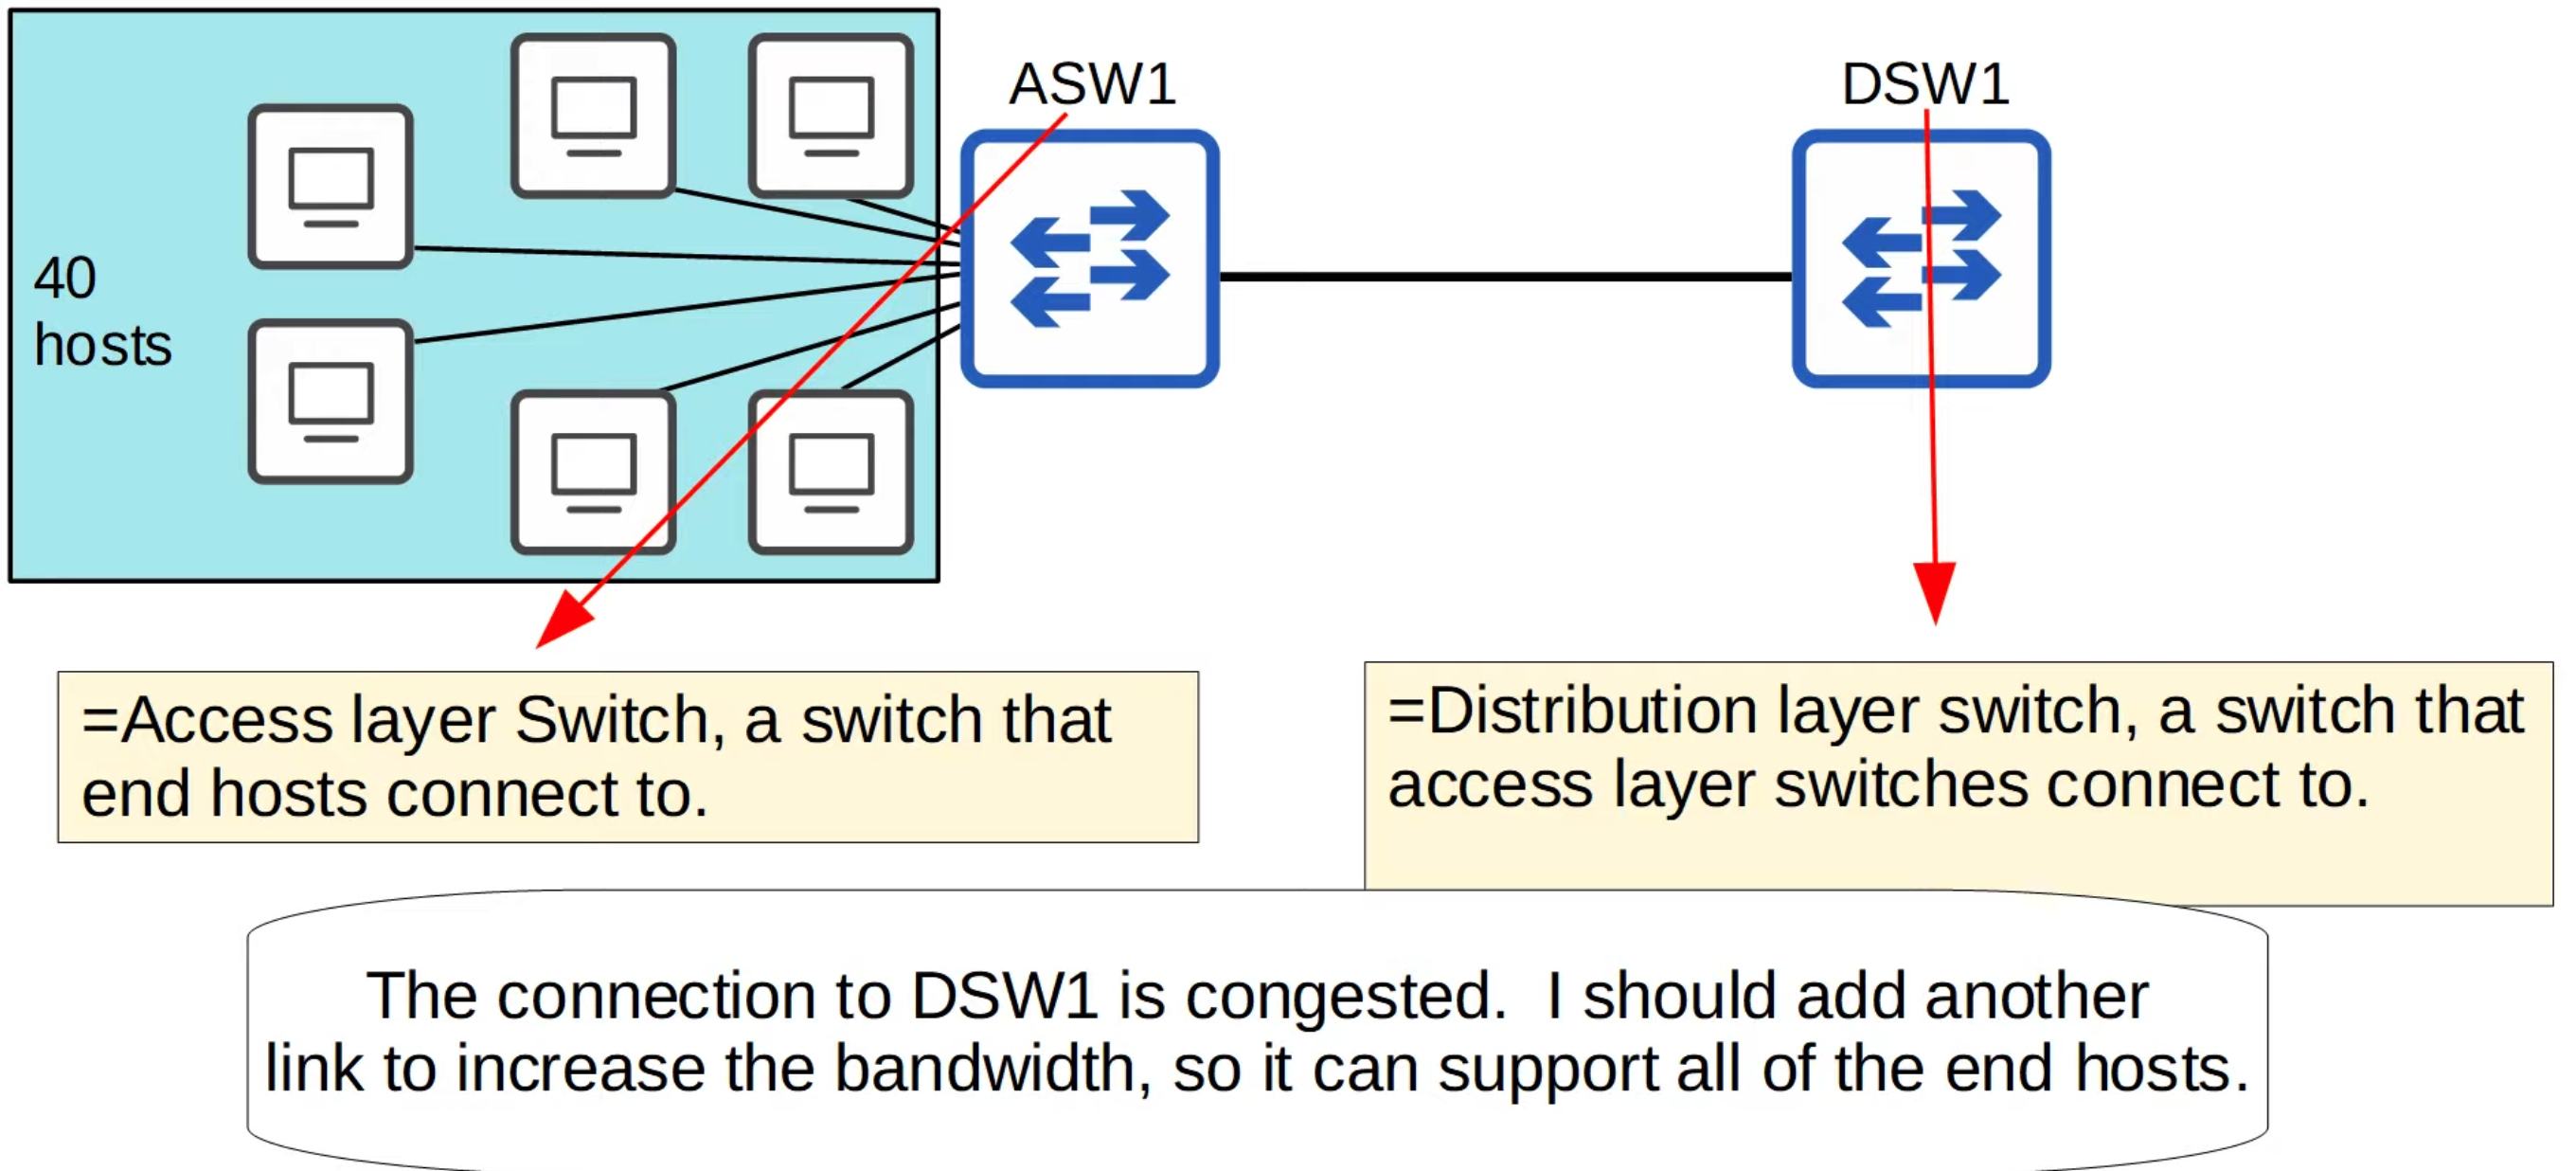 ASW1
DSW1
40
hosts
=Access layer Switch, a switch that
end hosts connect to.
=Distribution layer switch, a switch that
access layer switches connect to.
The connection to DSW1 is congested.  I should add another
link to increase the bandwidth, so it can support all of the end hosts.